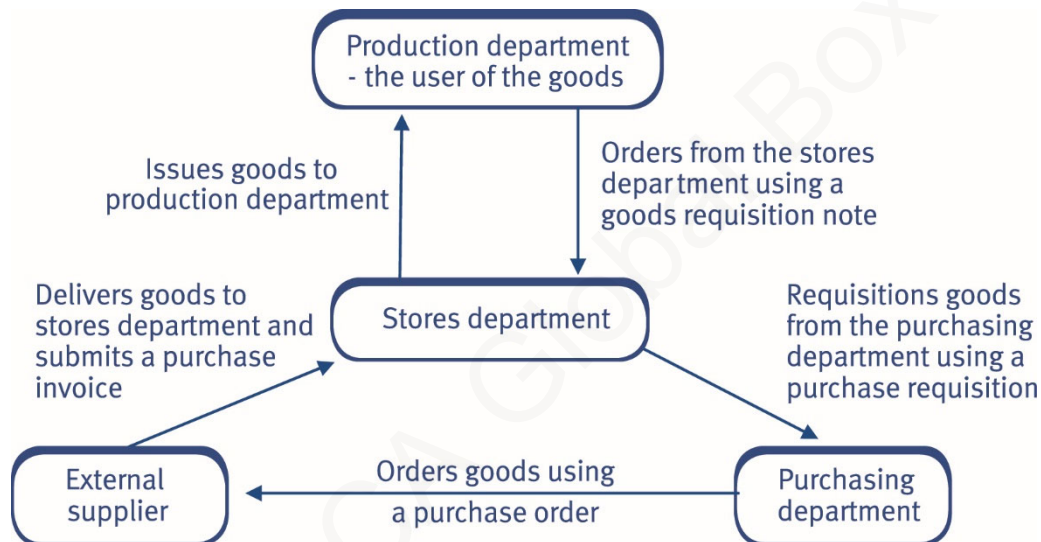 Production department
- the user of the goods
Issues goods to
production department
Orders from the stores
department using a
goods requisition note
Delivers goods to
stores department and
submits a purchase
invoice
Stores department
Requisitions goods
from the purchasing
department using a
purchase requisition
External
supplier
Orders goods using
a purchase order
Purchasing
department
Global Box